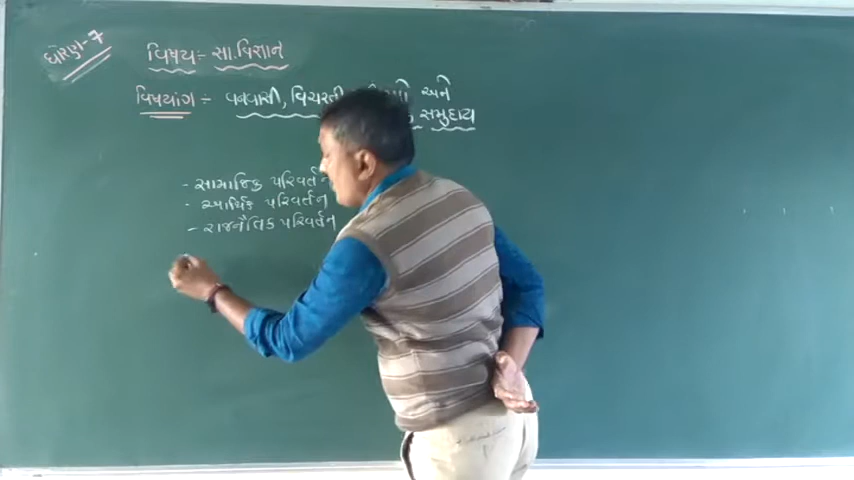 ધોરણ-7
વિષય:- સા.વિજ્ઞાન
વિષયાંગ :- વનવાસી, વિચરતી અને
સમુદાય
- સામાજિક પરિવર્તન
- આર્થિક પરિવર્તન
- રાજનૈતિક પરિવર્તન